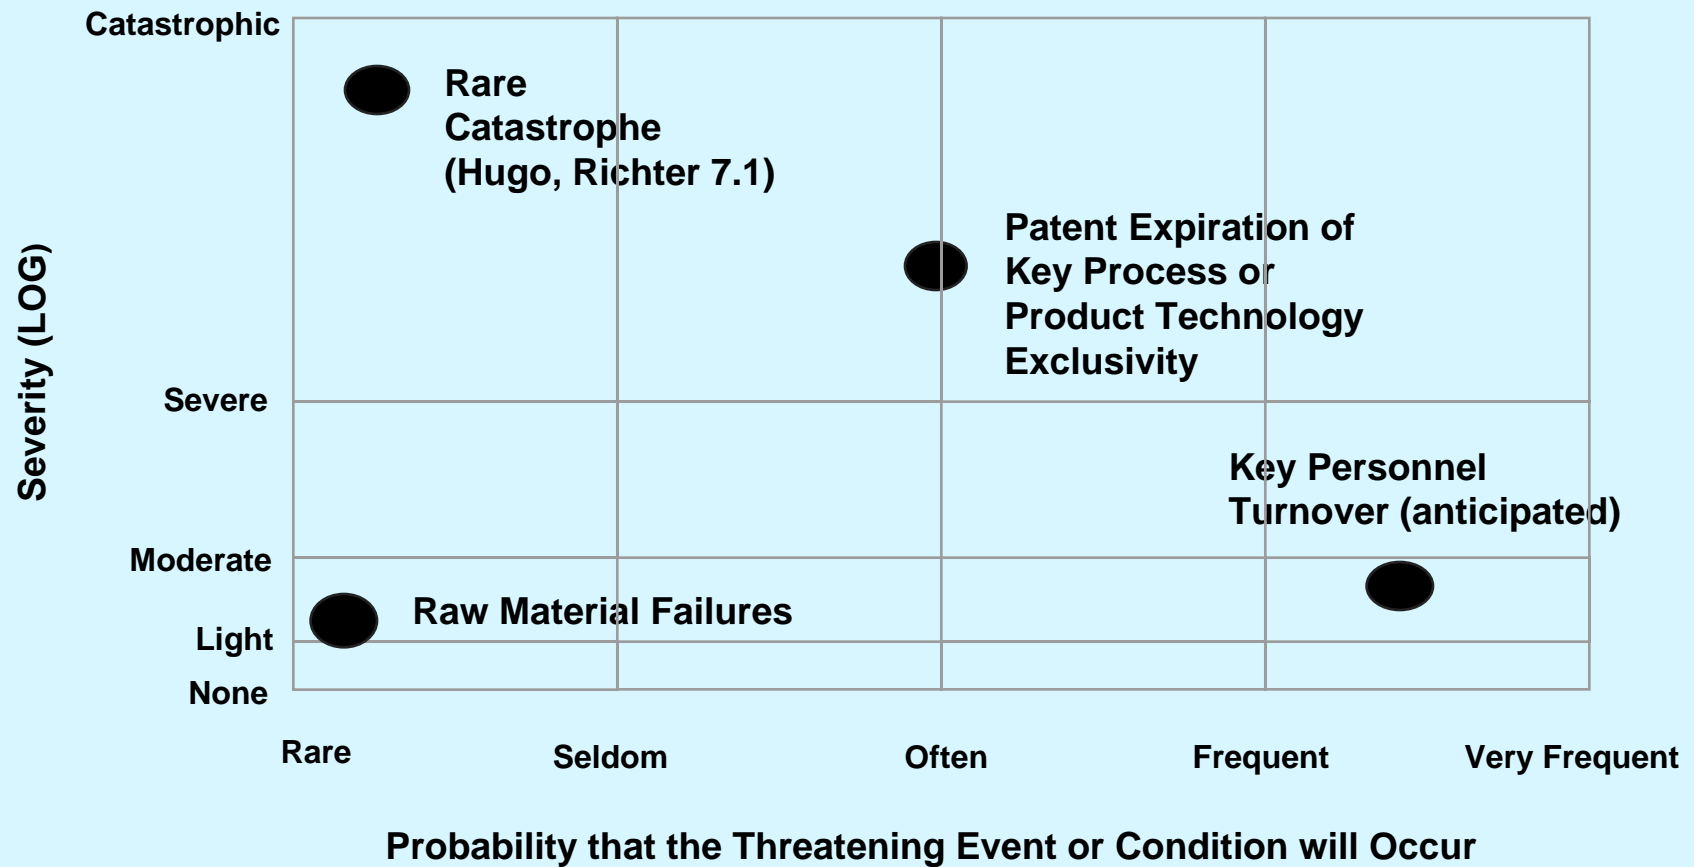 Catastrophic
Rare
Catastrophe
(Hugo, Richter 7.1)
Patent Expiration of
Key Process or
Product Technology
Exclusivity
Severity (LOG)
Severe
Key Personnel
Turnover (anticipated)
Moderate
Raw Material Failures
Light
None
Rare
Seldom
Often
Frequent
Very Frequent
Probability that the Threatening Event or Condition will Occur